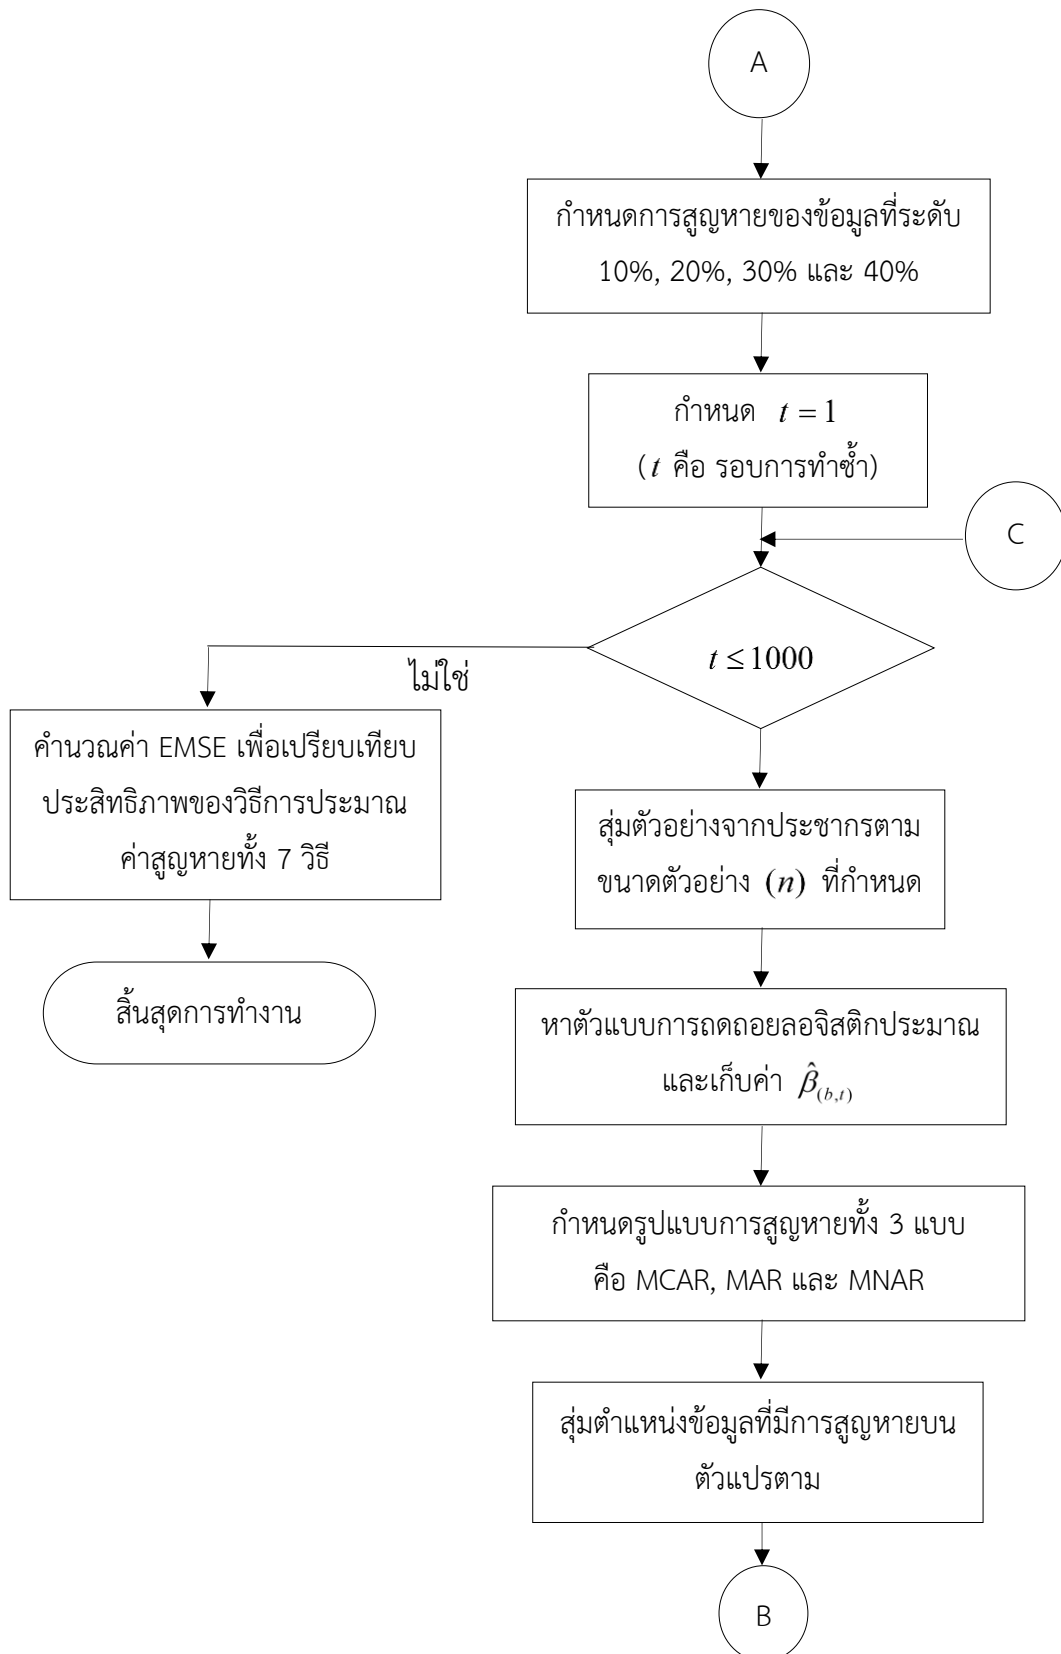 A
กำหนดการสูญหายของข้อมูลที่ระดับ
10%, 20%, 30% และ 40%
กำหนด t = 1
(t คือ รอบการทำซ้ำ)
C
t ≤ 1000
ไม่ใช่
คำนวณค่า EMSE เพื่อเปรียบเทียบ
ประสิทธิภาพของวิธีการประมาณ
ค่าสูญหายทั้ง 7 วิธี
สิ้นสุดการทำงาน
สุ่มตัวอย่างจากประชากรตาม
ขนาดตัวอย่าง (n) ที่กำหนด
หาตัวแบบการถดถอยลอจิสติกประมาณ
และเก็บค่า β̂(b,t)
กำหนดรูปแบบการสูญหายทั้ง 3 แบบ
คือ MCAR, MAR และ MNAR
สุ่มตำแหน่งข้อมูลที่มีการสูญหายบน
ตัวแปรตาม
B